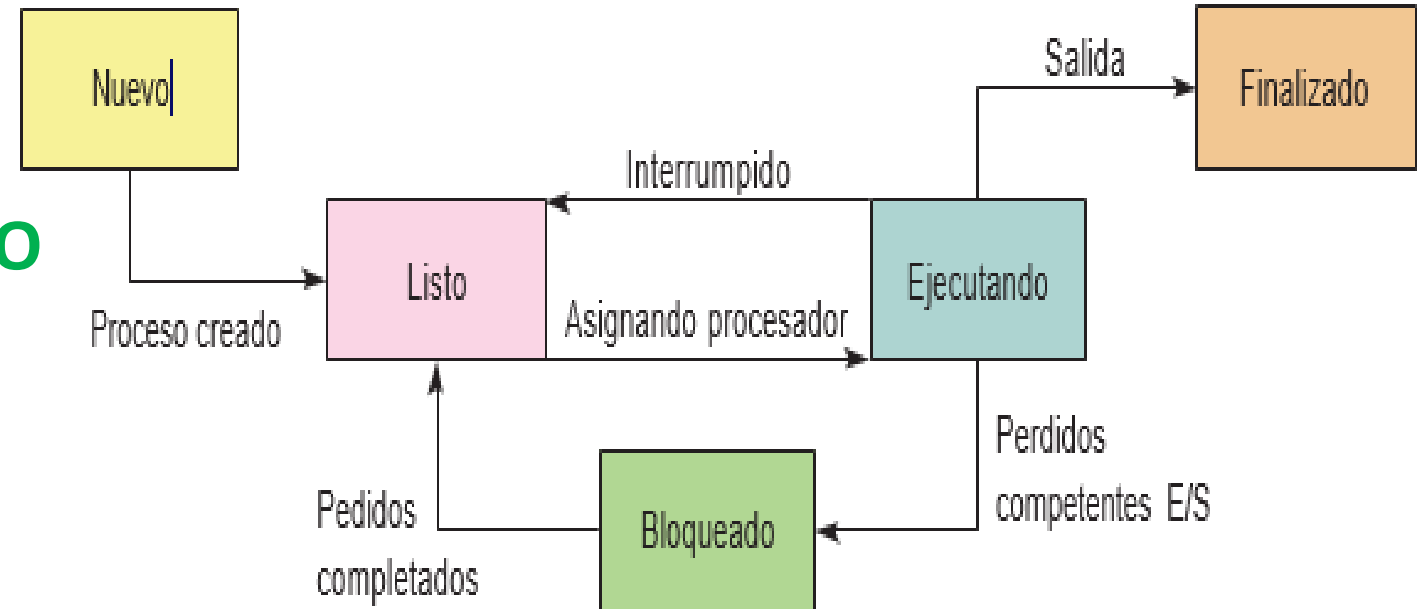 Nuevo
Salida
Finalizado
Interrumpido
o
Listo
Ejecutando
Proceso creado
Asignando procesador
Perdidos
competentes E/S
Pedidos
completados
Bloqueado